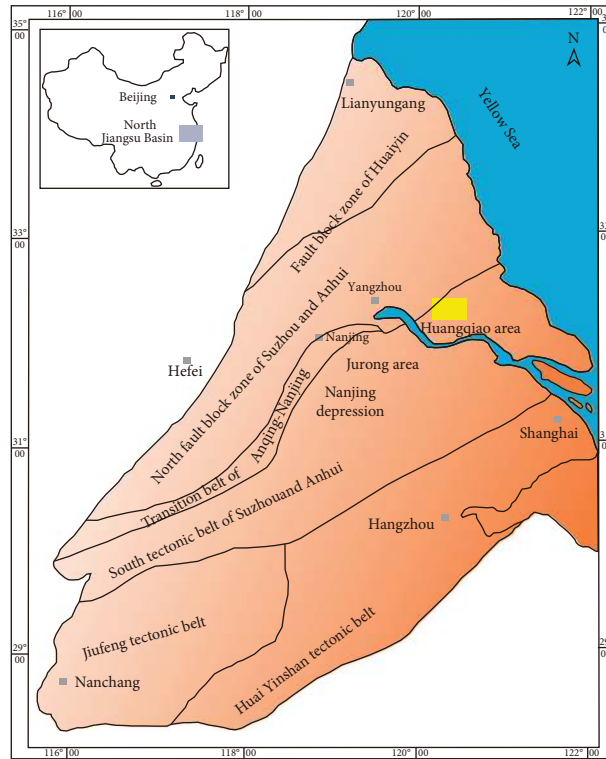 116°00′
118°00′
120°00′
122°00′
35°
00′
33°
00′
31°
00′
29°
00′
N
Beijing
North
Jiangsu Basin
Lianyungang
Yellow Sea
Fault block zone of Huaiyin
Yangzhou
North fault block zone of Suzhou and Anhui
Huangqiao area
Nanjing
Hefei
Jurong area
Nanjing
depression
Transition belt of
Anqing-Nanjing
Shanghai
South tectonic belt of Suzhouand Anhui
Hangzhou
Jiufeng tectonic belt
Huai Yinshan tectonic belt
Nanchang
116°00′
118°00′
120°00′
122°00′